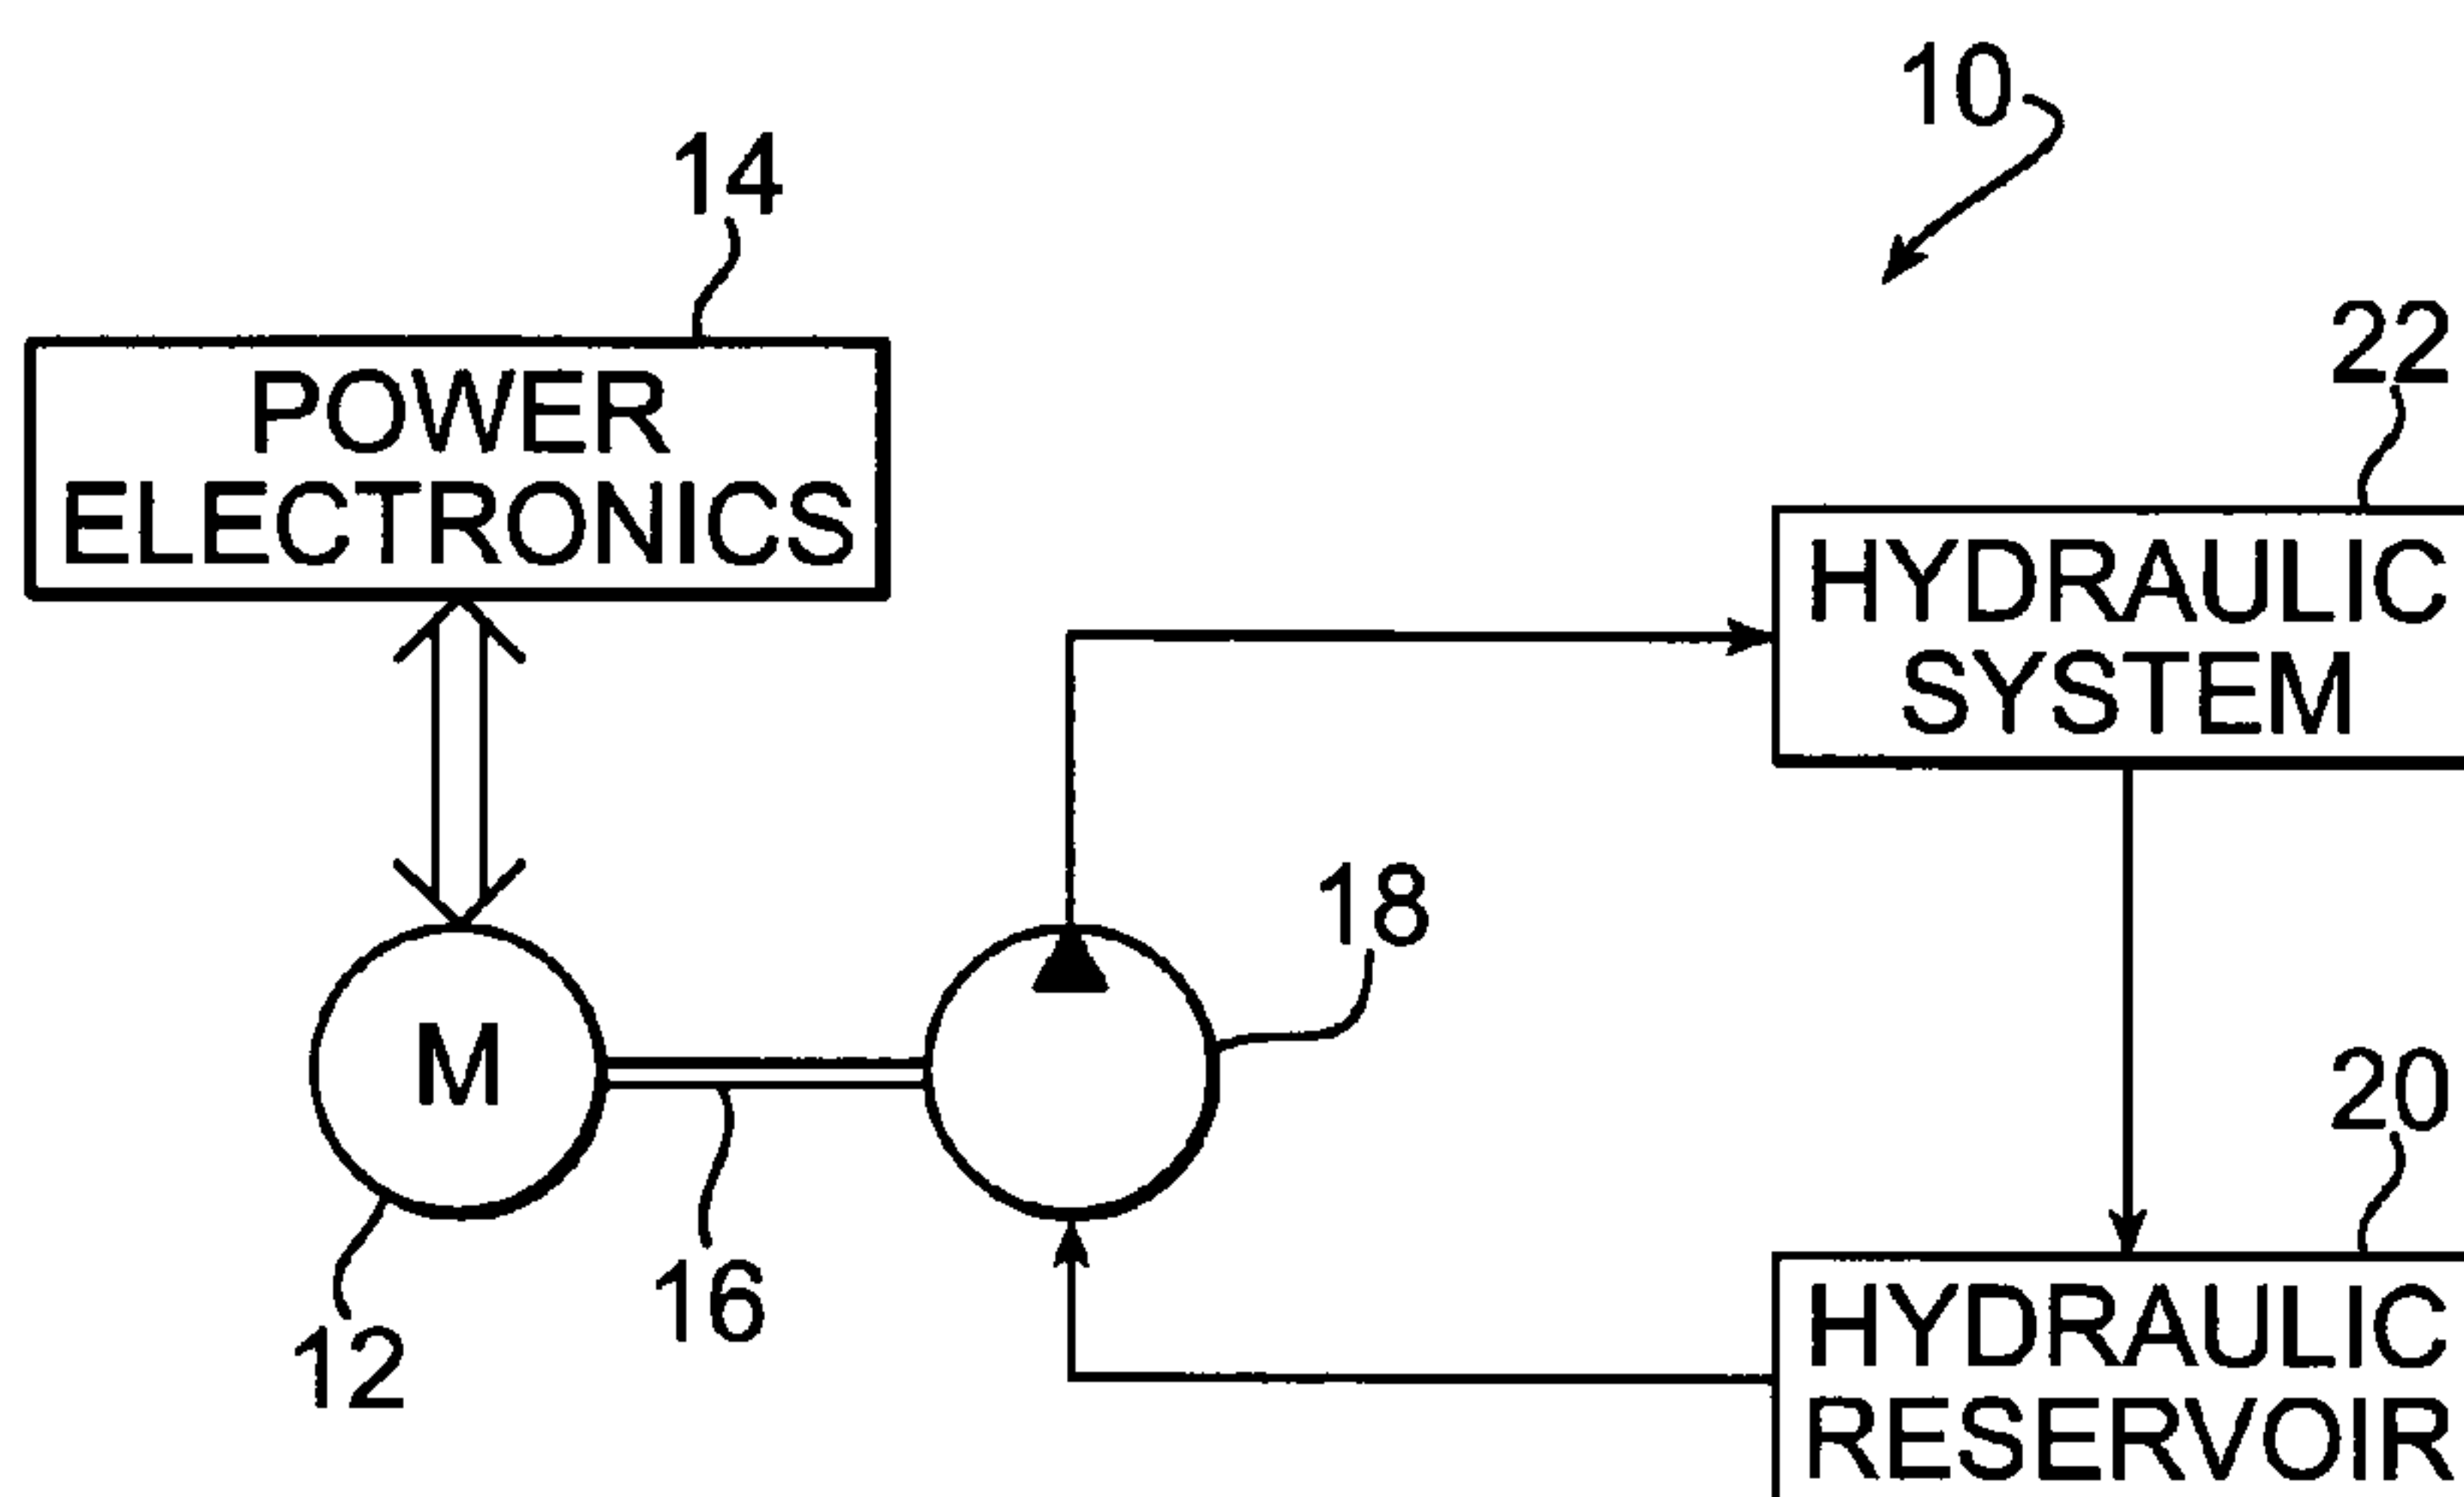 10
14
POWER
ELECTRONICS
22
HYDRAULIC
SYSTEM
18
M
16
12
20
HYDRAULIC
RESERVOIR